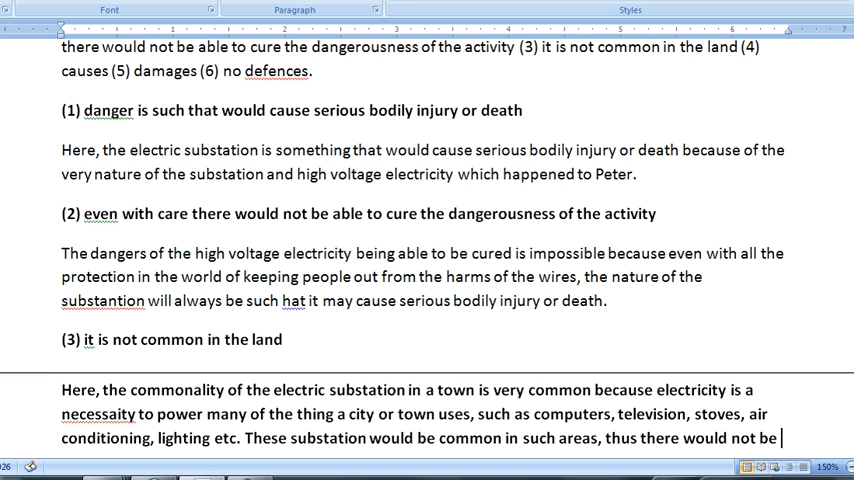 Font Paragraph Styles
1 2 3 4 5 6 7
there would not be able to cure the dangerousness of the activity (3) it is not common in the land (4)
causes (5) damages (6) no defences.
(1) danger is such that would cause serious bodily injury or death
Here, the electric substation is something that would cause serious bodily injury or death because of the
very nature of the substation and high voltage electricity which happened to Peter.
(2) even with care there would not be able to cure the dangerousness of the activity
The dangers of the high voltage electricity being able to be cured is impossible because even with all the
protection in the world of keeping people out from the harms of the wires, the nature of the
substantion will always be such hat it may cause serious bodily injury or death.
(3) it is not common in the land
Here, the commonality of the electric substation in a town is very common because electricity is a
necessaity to power many of the thing a city or town uses, such as computers, television, stoves, air
conditioning, lighting etc. These substation would be common in such areas, thus there would not be
026 150%